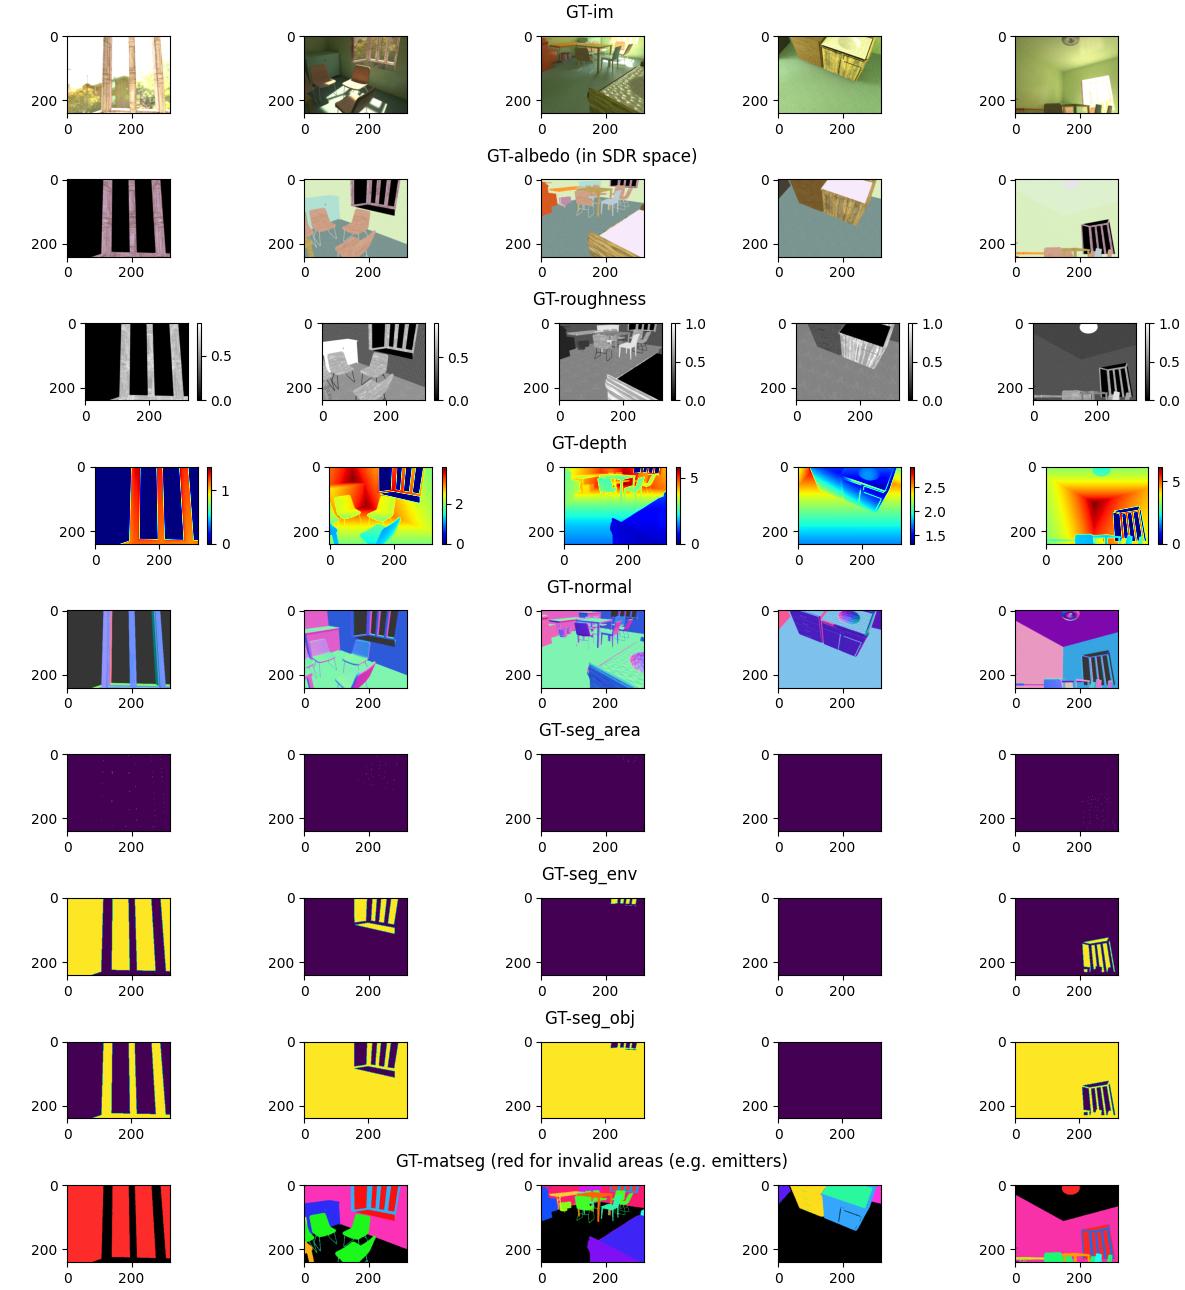 GT-im
0 0 0 0 0
200 200 200 200 200
0 200 0 200 0 200 0 200 0 200
GT-albedo (in SDR space)
0 0 0 0 0
200 200 200 200 200
0 200 0 200 0 200 0 200 0 200
GT-roughness
0 0 0 1.0 0 1.0 0 1.0
0.5 0.5 0.5 0.5 0.5
200 0.0 200 0.0 200 0.0 200 0.0 200 0.0
0 200 0 200 0 200 0 200 0 200
GT-depth
0 0 0 5 0 2.5 0 5
1 2 2.0
200 0 200 0 200 0 200 1.5 200 0
0 200 0 200 0 200 0 200 0 200
GT-normal
0 0 0 0 0
200 200 200 200 200
0 200 0 200 0 200 0 200 0 200
GT-seg_area
0 0 0 0 0
200 200 200 200 200
0 200 0 200 0 200 0 200 0 200
GT-seg_env
0 0 0 0 0
200 200 200 200 200
0 200 0 200 0 200 0 200 0 200
GT-seg_obj
0 0 0 0 0
200 200 200 200 200
0 200 0 200 0 200 0 200 0 200
GT-matseg (red for invalid areas (e.g. emitters)
0 0 0 0 0
200 200 200 200 200
0 200 0 200 0 200 0 200 0 200